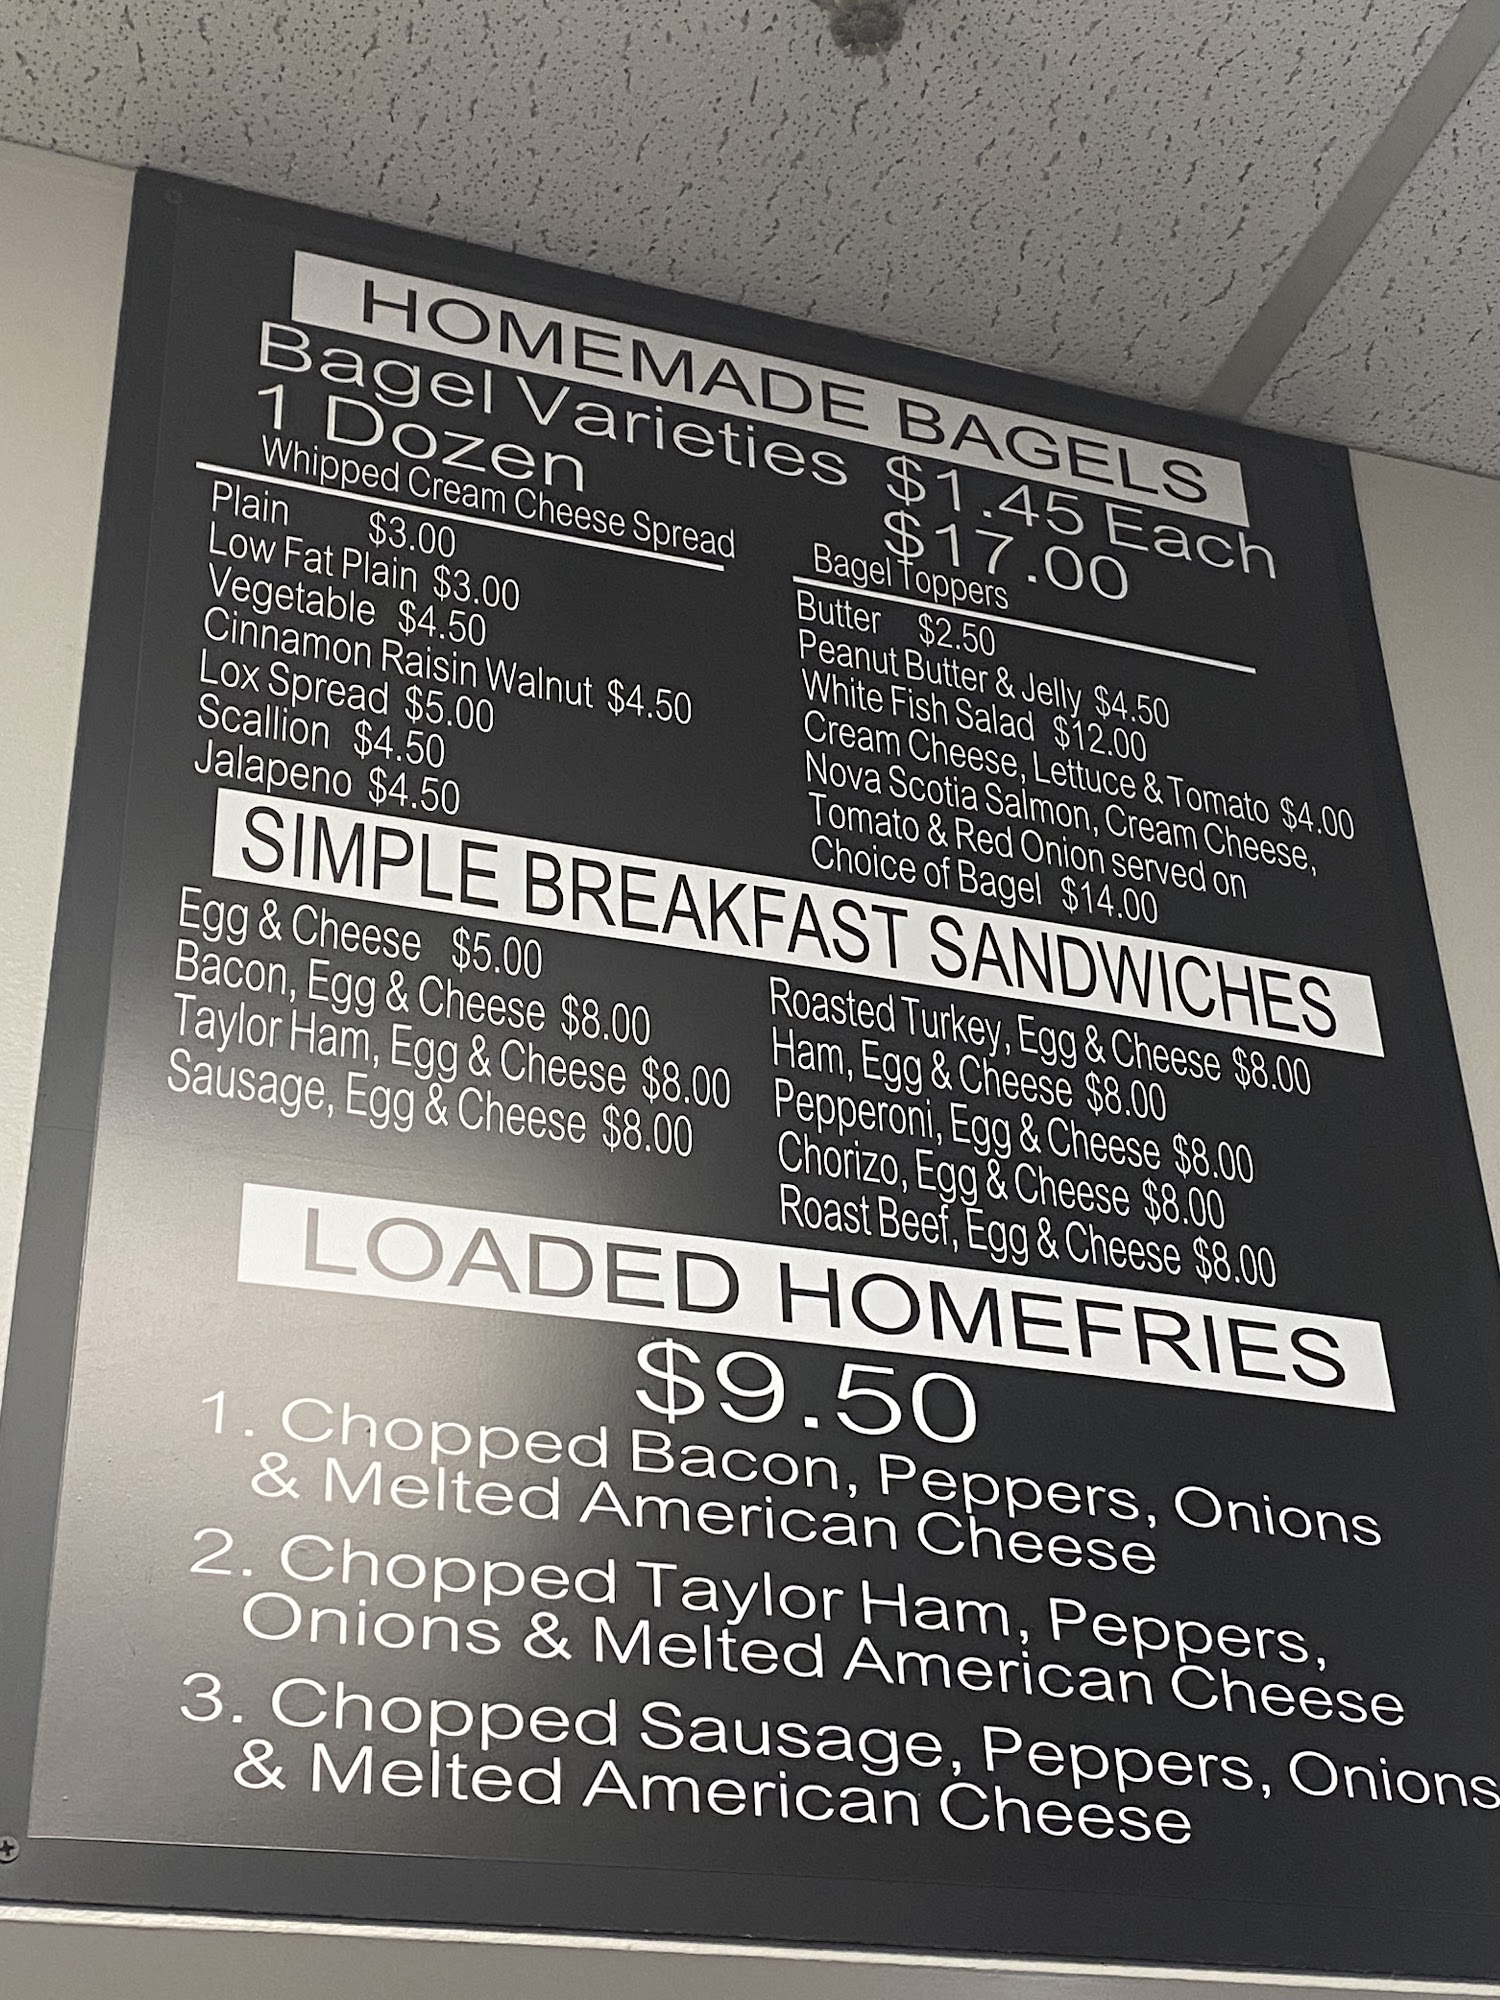 HOMEMADE BAGELS
Bagel Varieties $1.45 Each
1 Dozen $17.00
Whipped Cream Cheese Spread
Plain $3.00
Low Fat Plain $3.00
Vegetable $4.50
Cinnamon Raisin Walnut $4.50
Lox Spread $5.00
Scallion $4.50
Jalapeno $4.50
Bagel Toppers
Butter $2.50
Peanut Butter & Jelly $4.50
White Fish Salad $12.00
Cream Cheese, Lettuce & Tomato $4.00
Nova Scotia Salmon, Cream Cheese,
Tomato & Red Onion served on
Choice of Bagel $14.00
SIMPLE BREAKFAST SANDWICHES
Egg & Cheese $5.00
Bacon, Egg & Cheese $8.00
Taylor Ham, Egg & Cheese $8.00
Sausage, Egg & Cheese $8.00
Roasted Turkey, Egg & Cheese $8.00
Ham, Egg & Cheese $8.00
Pepperoni, Egg & Cheese $8.00
Chorizo, Egg & Cheese $8.00
Roast Beef, Egg & Cheese $8.00
LOADED HOMEFRIES
$9.50
1. Chopped Bacon, Peppers, Onions
& Melted American Cheese
2. Chopped Taylor Ham, Peppers,
Onions & Melted American Cheese
3. Chopped Sausage, Peppers, Onions
& Melted American Cheese